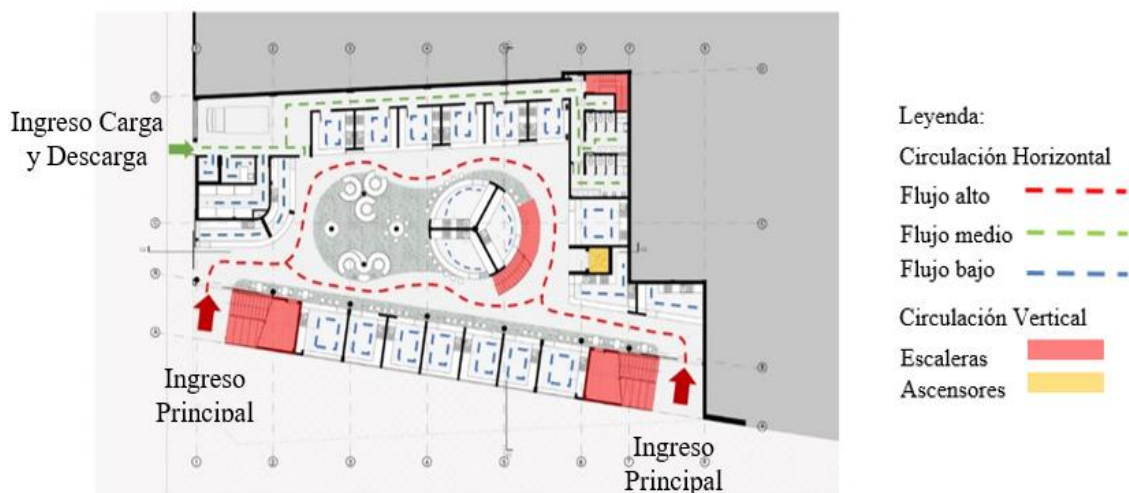 Ingreso Carga
y Descarga
Ingreso
Principal
Ingreso
Principal
Leyenda:
Circulación Horizontal
Flujo alto
Flujo medio
Flujo bajo
Circulación Vertical
Escaleras
Ascensores